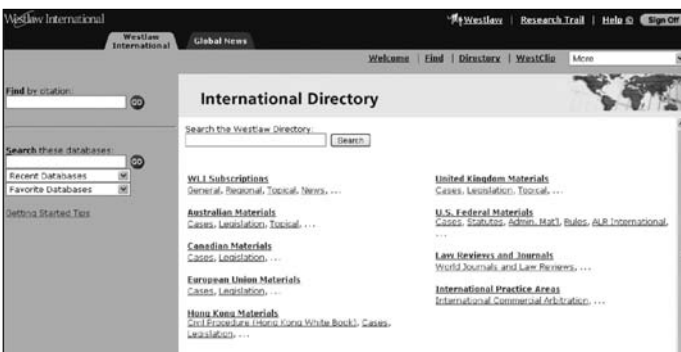 Westlaw International
Westlaw | Research Trail | Help | Sign Off
Westlaw International
Global News
Welcome | Find | Directory | WestClip
More
Find by citation:
GO
Search these databases:
GO
Recent Databases
Favorite Databases
Getting Started Tips
International Directory
Search the Westlaw Directory:
Search
WLI Subscriptions
General, Regional, Topical, News, ...
Australian Materials
Cases, Legislation, Topical, ...
Canadian Materials
Cases, Legislation, ...
European Union Materials
Cases, Legislation, ...
Hong Kong Materials
Civil Procedure (Hong Kong White Book), Cases,
Legislation, ...
United Kingdom Materials
Cases, Legislation, Topical, ...
U.S. Federal Materials
Cases, Statutes, Admin. Mat'l, Rules, ALR International,
...
Law Reviews and Journals
World Journals and Law Reviews, ...
International Practice Areas
International Commercial Arbitration, ...